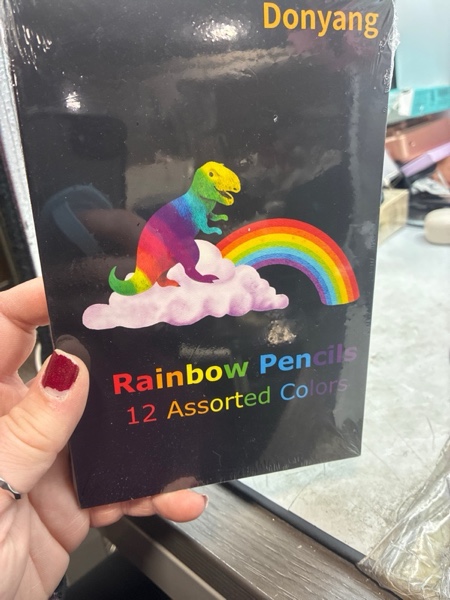 Donyang
Rainbow Pencils
12 Assorted Colors